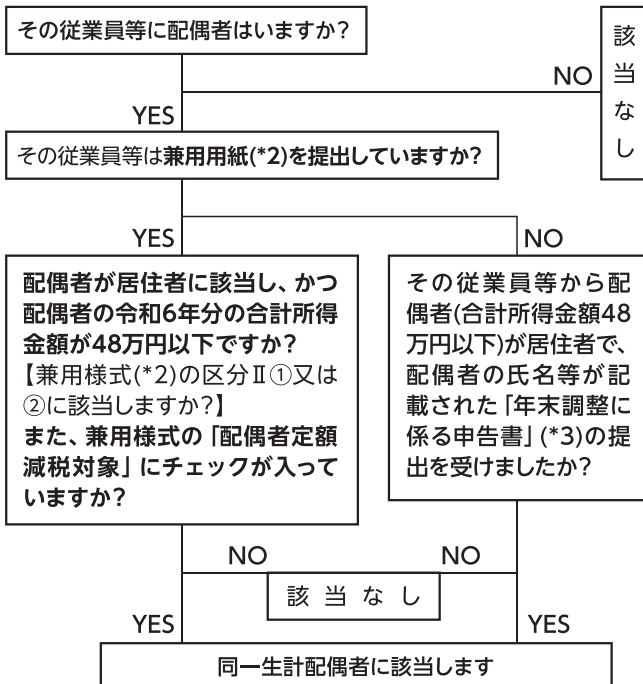 その従業員等に配偶者はいますか?
該
当
な
し
NO
YES
その従業員等は兼用用紙(*2)を提出していますか?
YES
NO
配偶者が居住者に該当し、かつ
配偶者の令和6年分の合計所得
金額が48万円以下ですか?
【兼用様式(*2)の区分Ⅱ①又は
②に該当しますか?】
また、兼用様式の「配偶者定額
減税対象」にチェックが入って
いますか?
その従業員等から配
偶者(合計所得金額48
万円以下)が居住者で、
配偶者の氏名等が記
載された「年末調整に
係る申告書」(*3)の提
出を受けましたか?
NO
NO
該当なし
YES
YES
同一生計配偶者に該当します